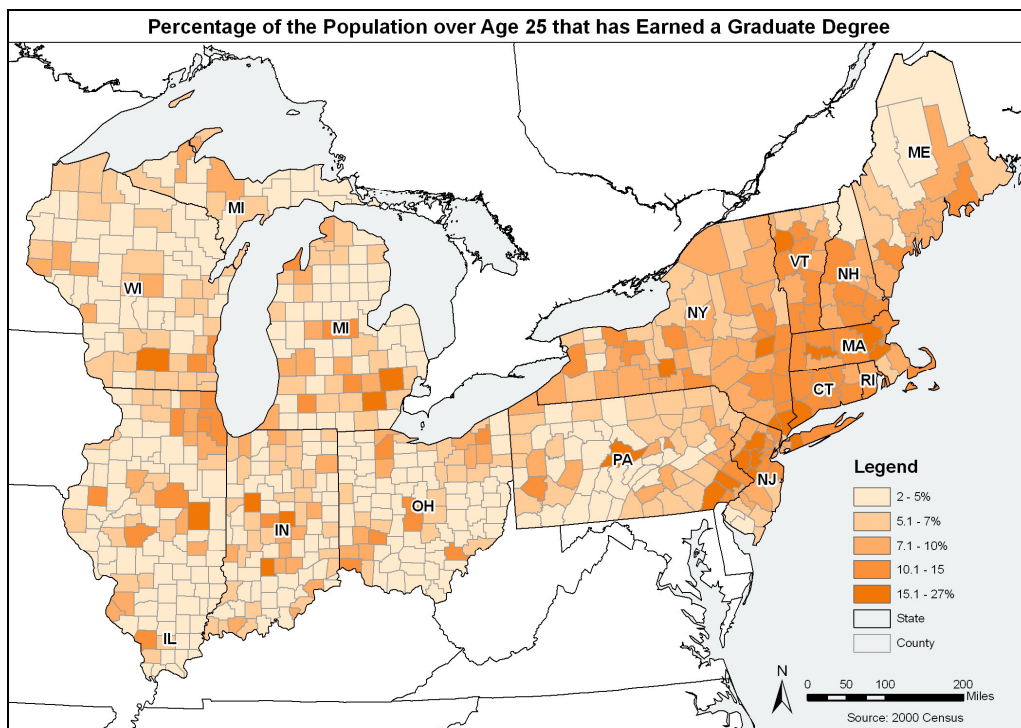 Percentage of the Population over Age 25 that has Earned a Graduate Degree
ME
MI
VT
NH
WI
NY
MI
MA
CT
RI
PA
NJ
OH
IN
IL
Legend
2 - 5%
5.1 - 7%
7.1 - 10%
10.1 - 15
15.1 - 27%
State
County
N
0 50 100 200
Miles
Source: 2000 Census